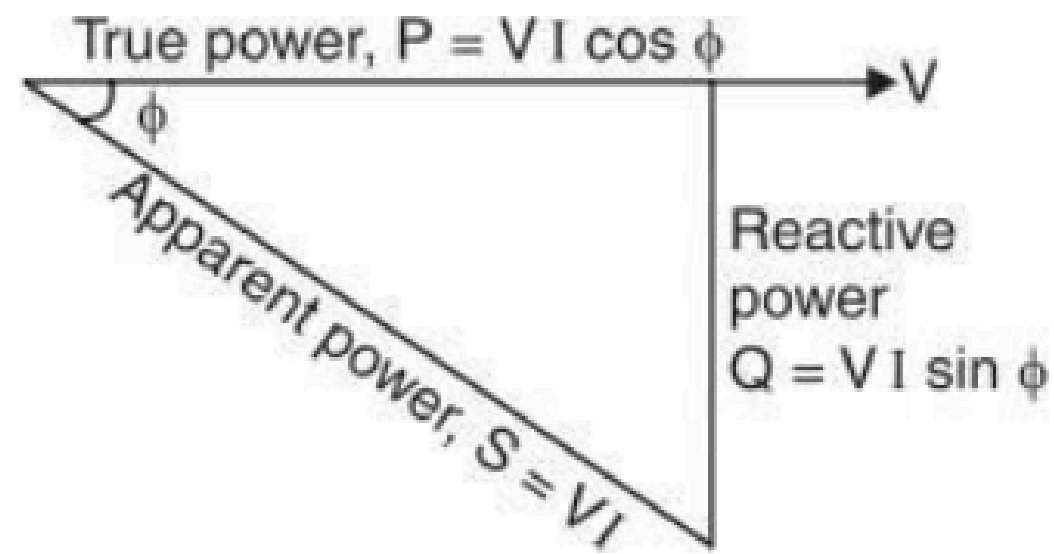 True power, P = V I cos ϕ
V
ϕ
Apparent power, S = VI
Reactive
power
Q = V I sin ϕ